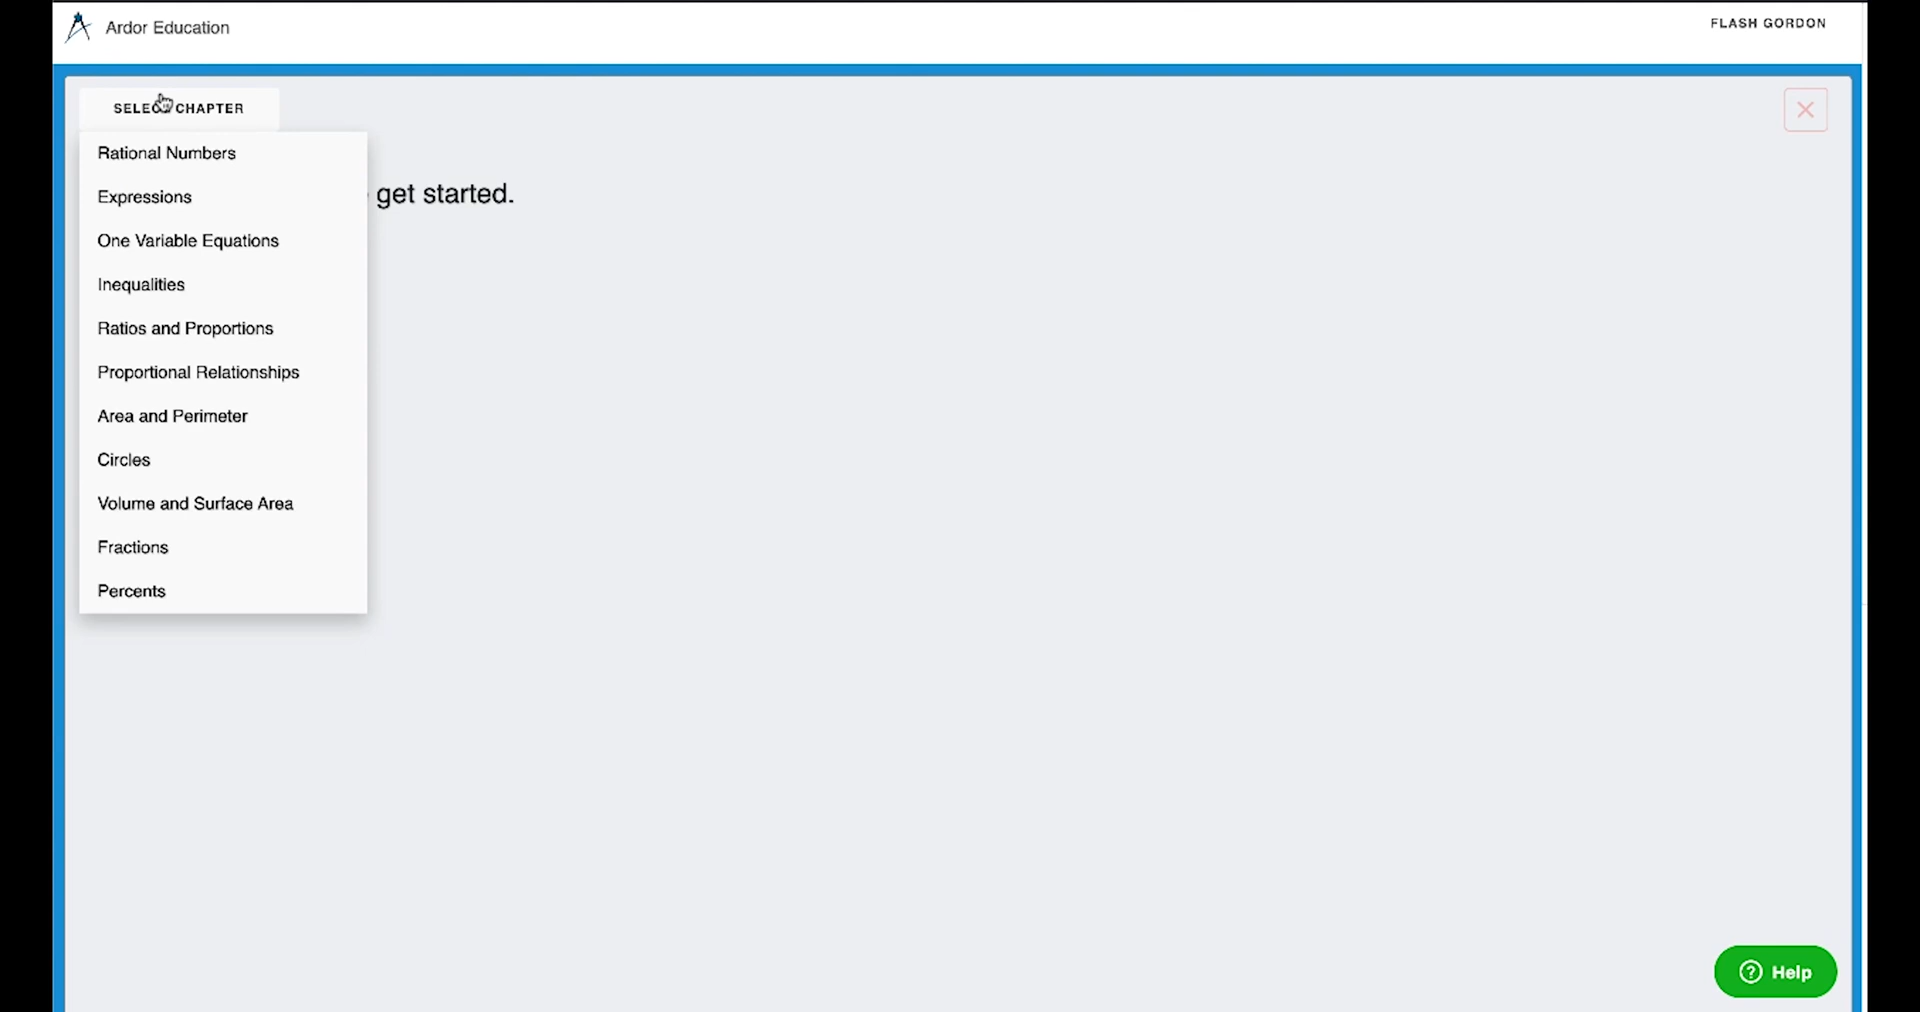 Ardor Education
FLASH GORDON
SELECT CHAPTER
Rational Numbers
get started.
Expressions
One Variable Equations
Inequalities
Ratios and Proportions
Proportional Relationships
Area and Perimeter
Circles
Volume and Surface Area
Fractions
Percents
Help